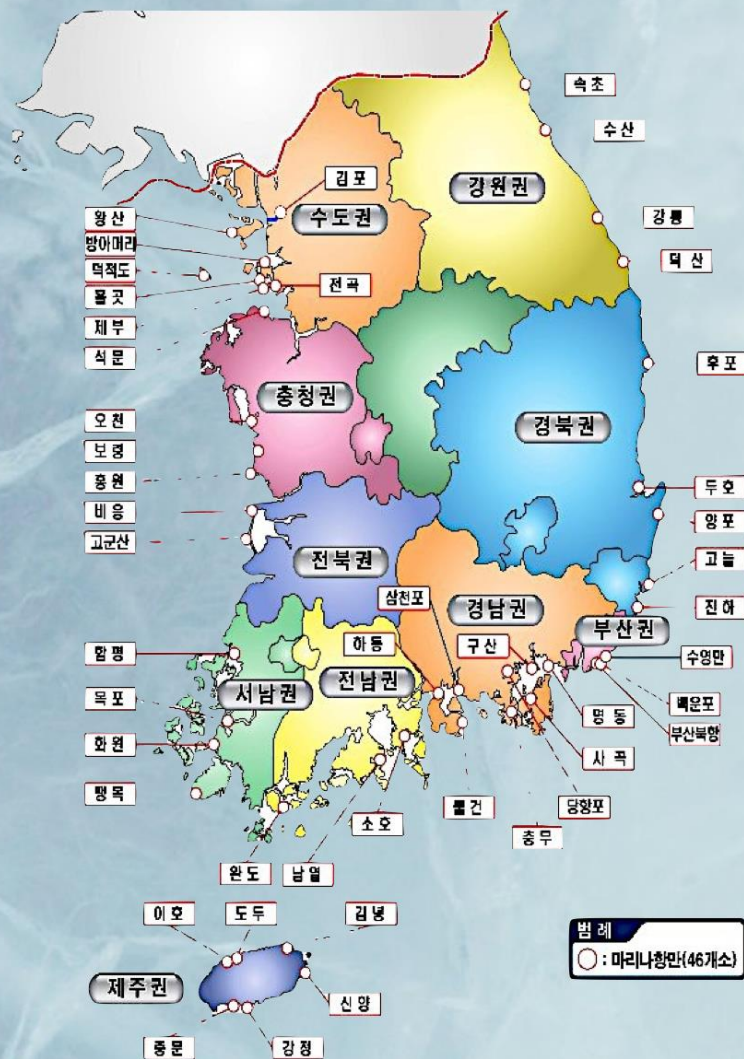 속초
수산
김포
강원권
왕산
수도권
강릉
방아머리
덕산
덕적도
전곡
흘곶
제부
석문
후포
충청권
오천
경북권
보령
홍원
두호
비응
양포
고군산
전북권
고늘
삼천포
경남권
진하
부산권
하동
구산
함평
수영만
서남권
전남권
목포
백운포
명동
부산북항
화원
사곡
팽목
물건
당항포
소호
충무
완도
남열
이호
도두
김녕
범례
○ : 마리나항만(46개소)
제주권
신양
중문
강정